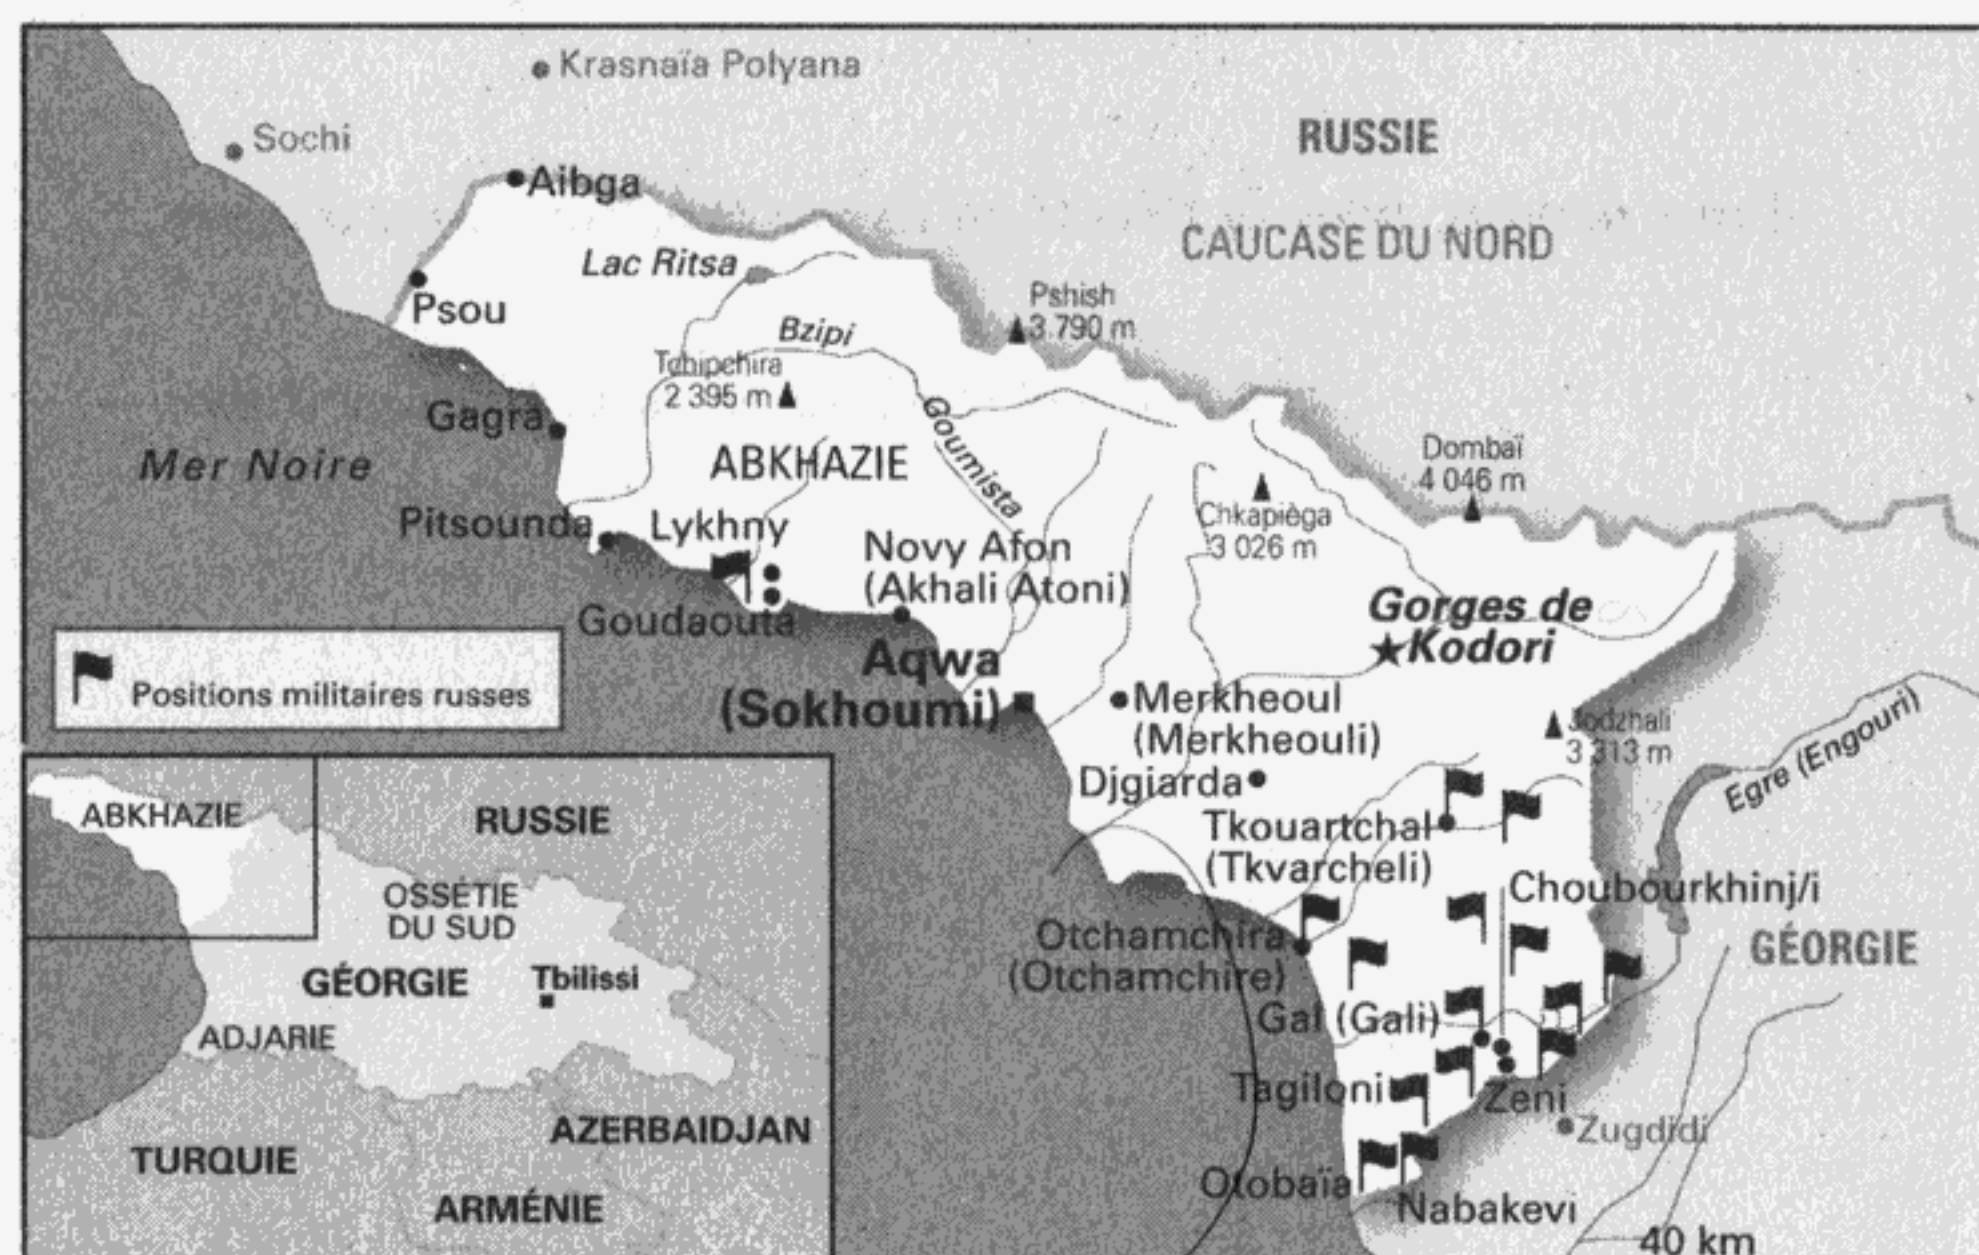 Krasnaïa Polyana
Sochi
RUSSIE
Aibga
CAUCASE DU NORD
Lac Ritsa
Psou
Pshish
3 790 m
Bzipi
Tchipchira
2 395 m
Gagra
Goumista
Mer Noire
ABKHAZIE
Dombaï
4 046 m
Pitsounda
Lykhny
Chkapièga
3 026 m
Novy Afon
(Akhali Atoni)
Goudaouta
Gorges de
Kodori
Aqwa
(Sokhoumi)
Positions militaires russes
Merkheoul
(Merkheouli)
3 313 m
Egre (Engouri)
Djgiarda
Tkouartchal
(Tkvarcheli)
Choubourkhinj/i
Otchamchira
(Otchamchire)
GÉORGIE
Gal (Gali)
Tagiloni
Zeni
Zugdidi
Otobaïa
Nabakevi
40 km
ABKHAZIE
RUSSIE
OSSÉTIE
DU SUD
GÉORGIE
Tbilissi
ADJARIE
AZERBAIDJAN
TURQUIE
ARMÉNIE